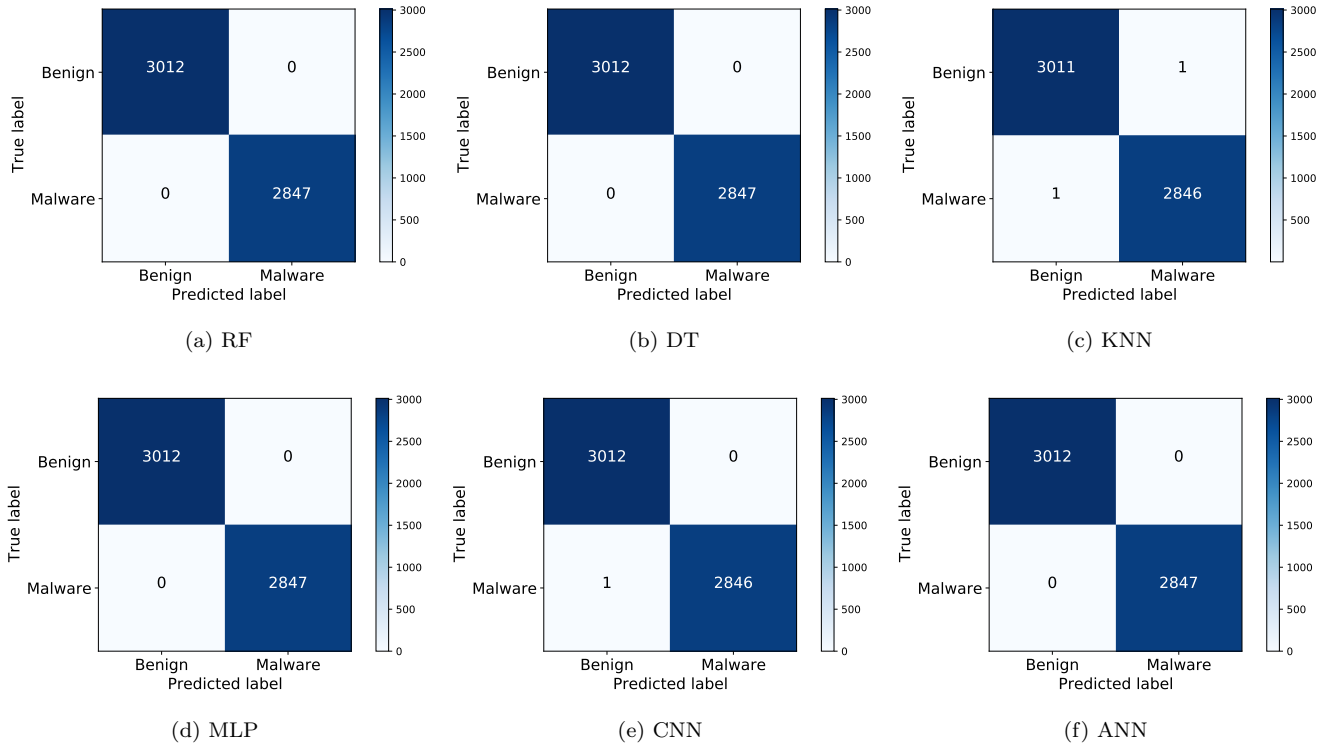 3000
2500
2000
1500
1000
500
0
Benign
3012 0
True label
Malware
0 2847
Benign Malware
Predicted label
(a) RF
3000
2500
2000
1500
1000
500
0
Benign
3012 0
True label
Malware
0 2847
Benign Malware
Predicted label
(b) DT
3000
2500
2000
1500
1000
500
Benign
3011 1
True label
Malware
1 2846
Benign Malware
Predicted label
(c) KNN
3000
2500
2000
1500
1000
500
0
Benign
3012 0
True label
Malware
0 2847
Benign Malware
Predicted label
(d) MLP
3000
2500
2000
1500
1000
500
0
Benign
3012 0
True label
Malware
1 2846
Benign Malware
Predicted label
(e) CNN
3000
2500
2000
1500
1000
500
0
Benign
3012 0
True label
Malware
0 2847
Benign Malware
Predicted label
(f) ANN